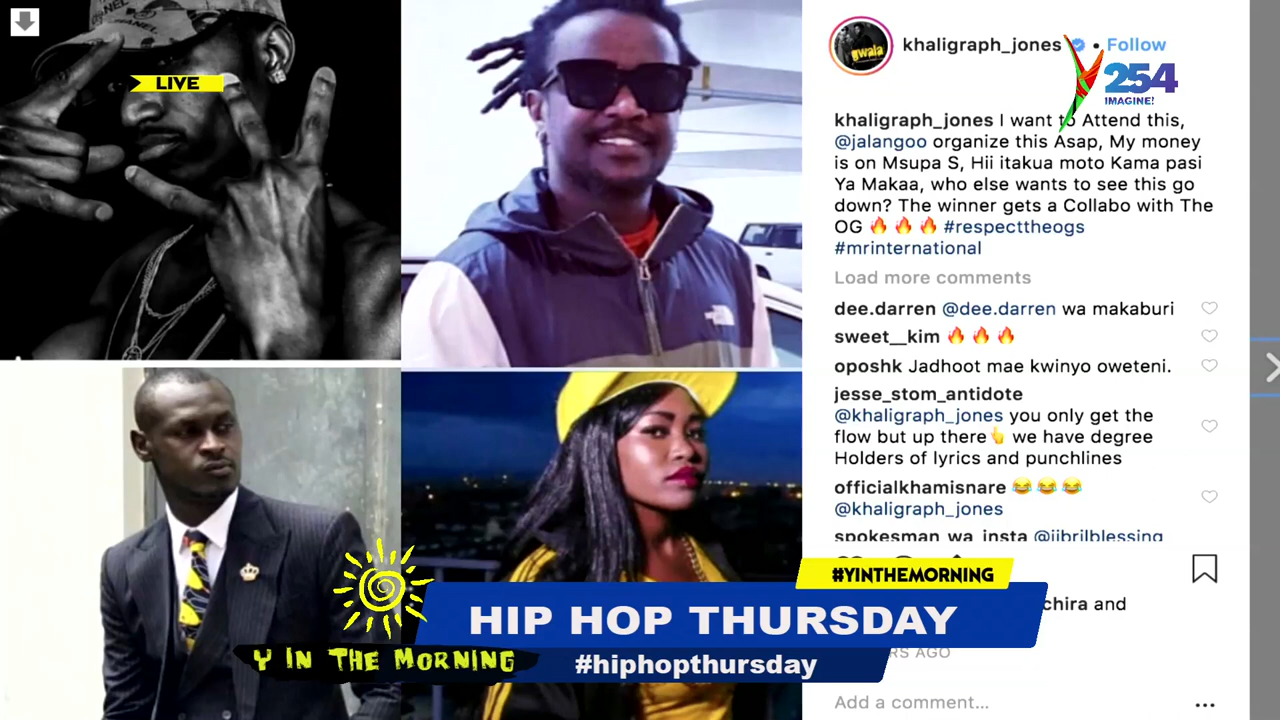 LIVE
khaligraph_jones • Follow
254
IMAGINE!
khaligraph_jones I want to Attend this,
@jalangoo organize this Asap, My money
is on Msupa S, Hii itakua moto Kama pasi
Ya Makaa, who else wants to see this go
down? The winner gets a Collabo with The
OG 🔥 🔥 🔥 #respecttheogs
#mrinternational
Load more comments
dee.darren @dee.darren wa makaburi
sweet__kim 🔥 🔥 🔥
oposhk Jadhoot mae kwinyo oweteni.
jesse_stom_antidote
@khaligraph_jones you only get the
flow but up there👆 we have degree
Holders of lyrics and punchlines
officialkhamisnare 😂 😂 😂
@khaligraph_jones
spokesman_wa_insta @jibrilblessing
#YINTHEMORNING
chira and
HIP HOP THURSDAY
RS AGO
Y IN THE MORNING
#hiphopthursday
Add a comment...
gwala